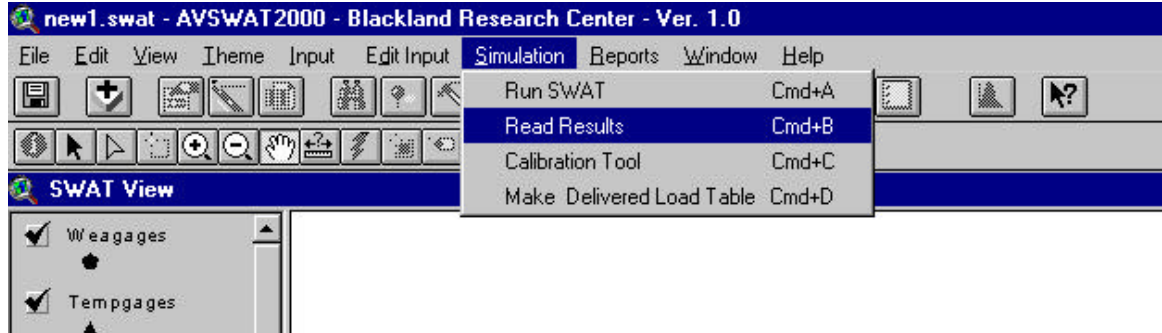 new1.swat - AVSWAT2000 - Blackland Research Center - Ver. 1.0
File Edit View Theme Input Edit Input Simulation Reports Window Help
Run SWAT Cmd+A
Read Results Cmd+B
Calibration Tool Cmd+C
Make Delivered Load Table Cmd+D
SWAT View
Weagages
Tempgages